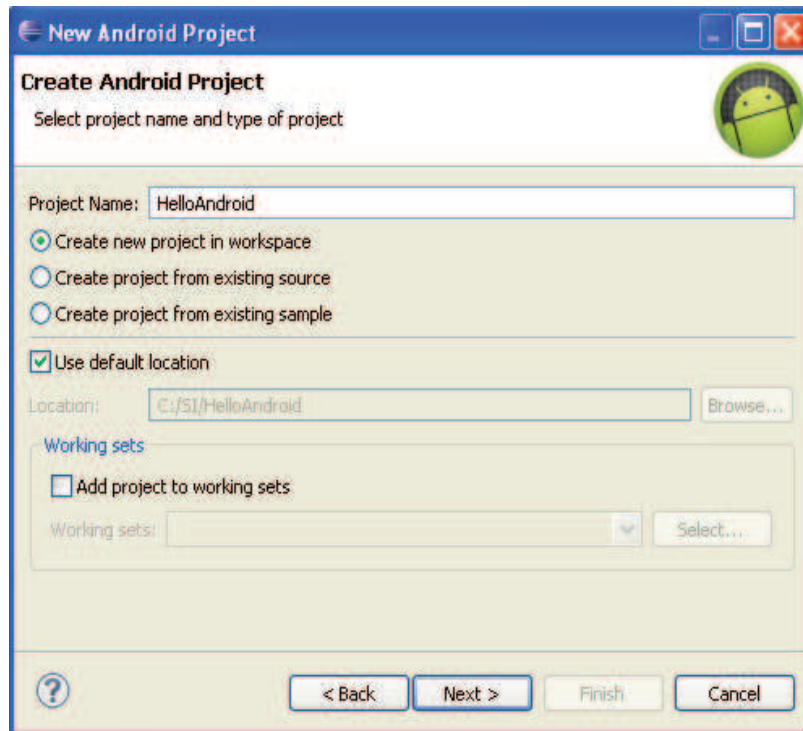 New Android Project
Create Android Project
Select project name and type of project
Project Name: HelloAndroid
Create new project in workspace
Create project from existing source
Create project from existing sample
Use default location
Location: C:/SI/HelloAndroid Browse...
Working sets
Add project to working sets
Working sets: Select...
? < Back Next > Finish Cancel